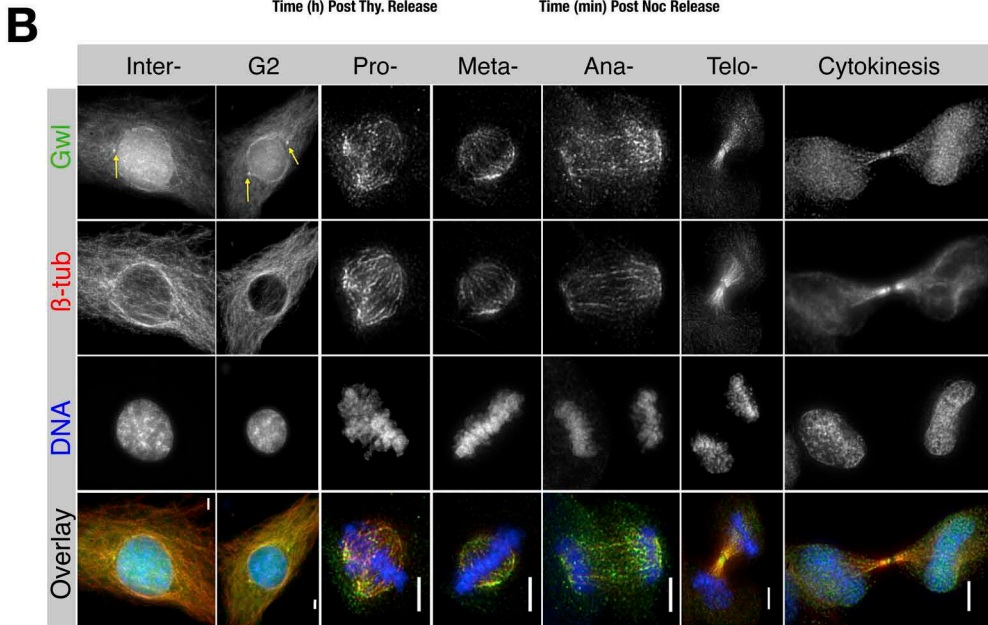 Time (h) Post Thy. Release Time (min) Post Noc Release
B
Inter- G2 Pro- Meta- Ana- Telo- Cytokinesis
Gwl
ß-tub
DNA
Overlay